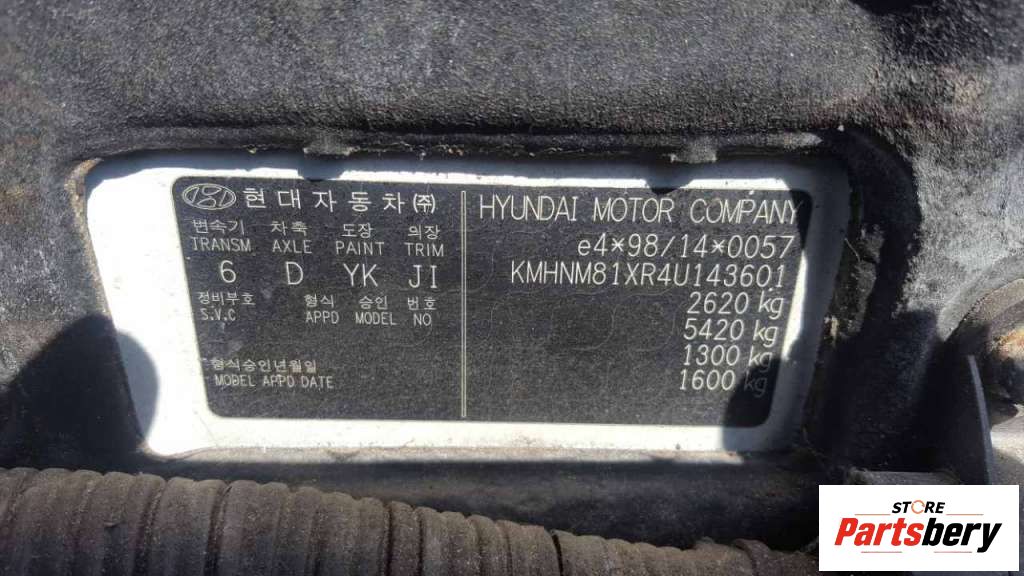 현대자동차(주)
변속기 차축 도장 의장
TRANSM AXLE PAINT TRIM
6 D YK JI
정비부호 형식 승인 번호
S.V.C APPD MODEL NO
형식승인년월일
MOBEL APPD DATE
HYUNDAI MOTOR COMPANY
e4*98/14*0057
KMHNM81XR4U143601
2620 kg
5420 kg
1300 kg
1600 kg
STORE
Partsbery